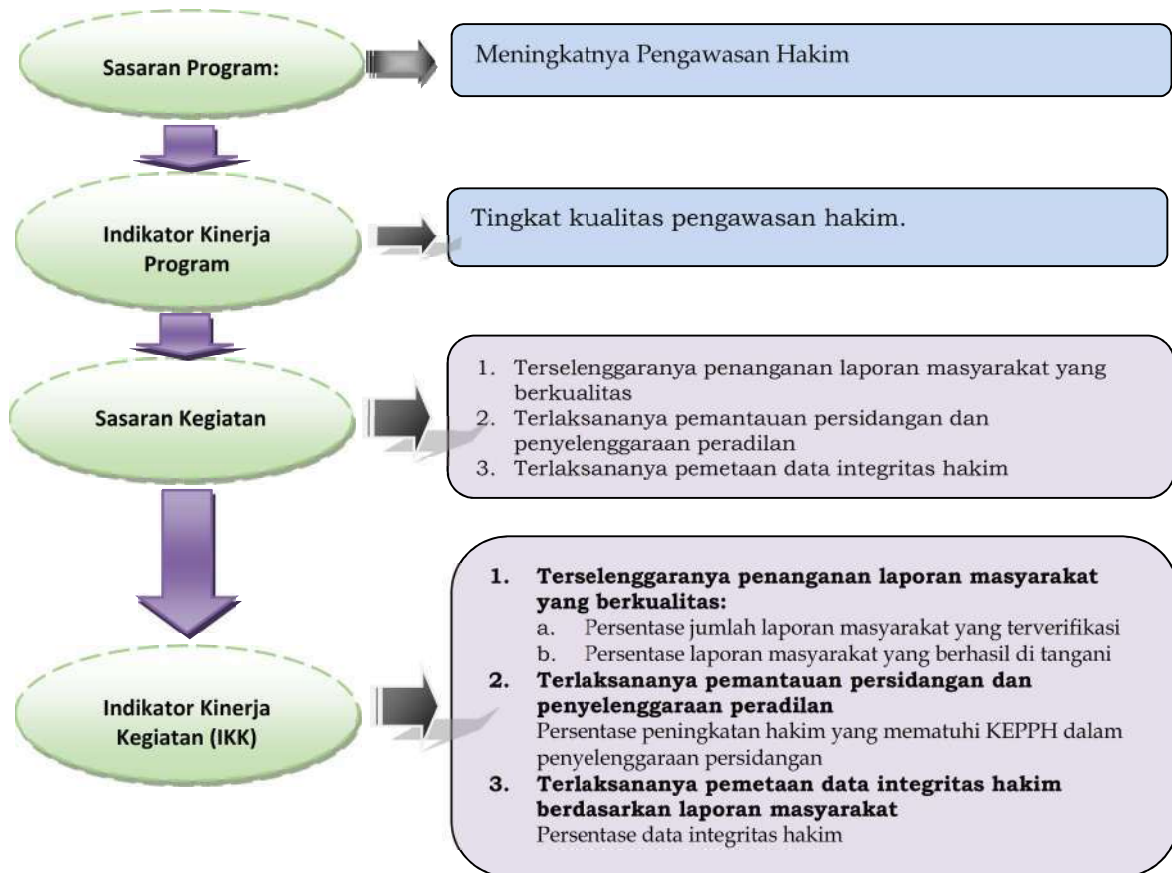 Sasaran Program:
Meningkatnya Pengawasan Hakim
Indikator Kinerja
Program
Tingkat kualitas pengawasan hakim.
Sasaran Kegiatan
1. Terselenggaranya penanganan laporan masyarakat yang
berkualitas
2. Terlaksananya pemantauan persidangan dan
penyelenggaraan peradilan
3. Terlaksananya pemetaan data integritas hakim
Indikator Kinerja
Kegiatan (IKK)
1. Terselenggaranya penanganan laporan masyarakat
yang berkualitas:
a. Persentase jumlah laporan masyarakat yang terverifikasi
b. Persentase laporan masyarakat yang berhasil di tangani
2. Terlaksananya pemantauan persidangan dan
penyelenggaraan peradilan
Persentase peningkatan hakim yang mematuhi KEPPH dalam
penyelenggaraan persidangan
3. Terlaksananya pemetaan data integritas hakim
berdasarkan laporan masyarakat
Persentase data integritas hakim